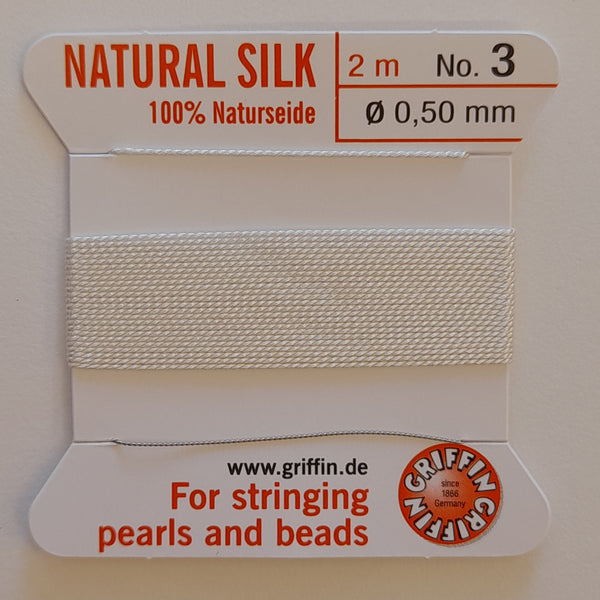 NATURAL SILK
100% Naturseide
2 m No. 3
Ø 0,50 mm
www.griffin.de
For stringing
pearls and beads
GRIFFIN GRIFFIN
since
1866
Germany